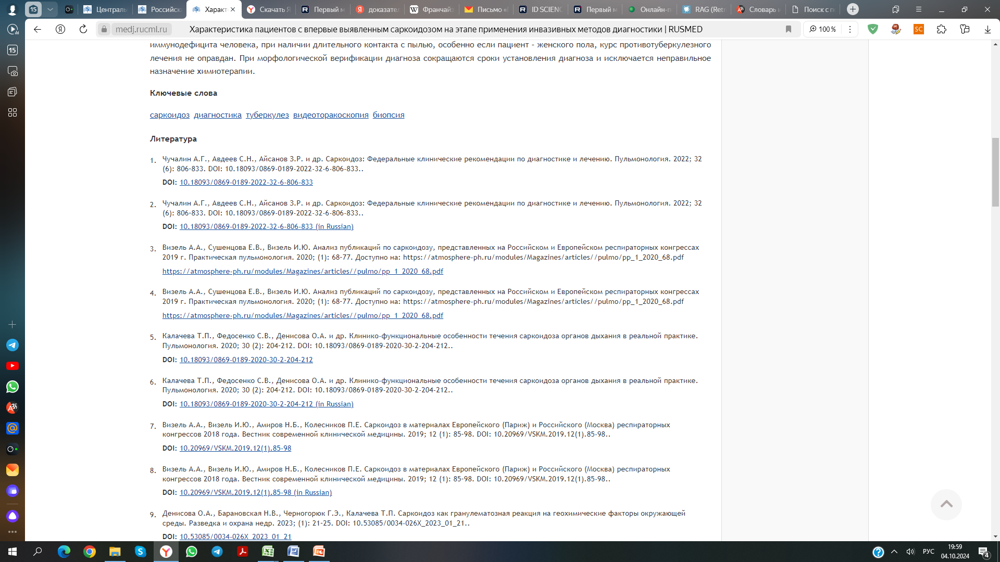 15
Централь
Российск
Характ
Скачать Я
Первый м
доказател
Франчай
Письмо «
ID SCIENC
Первый м
Онлайн-п
RAG (Retr
Словарь и
Поиск с п
medj.rucml.ru
Характеристика пациентов с впервые выявленным саркоидозом на этапе применения инвазивных методов диагностики | RUSMED
100 %
SC
15
иммунодефицита человека, при наличии длительного контакта с пылью, особенно если пациент – женского пола, курс противотуберкулезного
лечения не оправдан. При морфологической верификации диагноза сокращаются сроки установления диагноза и исключается неправильное
назначение химиотерапии.
Ключевые слова
саркоидоз диагностика туберкулез видеоторакоскопия биопсия
Литература
1. Чучалин А.Г., Авдеев С.Н., Айсанов З.Р. и др. Саркоидоз: Федеральные клинические рекомендации по диагностике и лечению. Пульмонология. 2022; 32
(6): 806–833. DOI: 10.18093/0869-0189-2022-32-6-806-833..
DOI: 10.18093/0869-0189-2022-32-6-806-833
2. Чучалин А.Г., Авдеев С.Н., Айсанов З.Р. и др. Саркоидоз: Федеральные клинические рекомендации по диагностике и лечению. Пульмонология. 2022; 32
(6): 806–833. DOI: 10.18093/0869-0189-2022-32-6-806-833..
DOI: 10.18093/0869-0189-2022-32-6-806-833 (in Russian)
3. Визель А.А., Сушенцова Е.В., Визель И.Ю. Анализ публикаций по саркоидозу, представленных на Российском и Европейском респираторных конгрессах
2019 г. Практическая пульмонология. 2020; (1): 68–77. Доступно на: https://atmosphere-ph.ru/modules/Magazines/articles//pulmo/pp_1_2020_68.pdf
https://atmosphere-ph.ru/modules/Magazines/articles//pulmo/pp_1_2020_68.pdf
4. Визель А.А., Сушенцова Е.В., Визель И.Ю. Анализ публикаций по саркоидозу, представленных на Российском и Европейском респираторных конгрессах
2019 г. Практическая пульмонология. 2020; (1): 68–77. Доступно на: https://atmosphere-ph.ru/modules/Magazines/articles//pulmo/pp_1_2020_68.pdf
https://atmosphere-ph.ru/modules/Magazines/articles//pulmo/pp_1_2020_68.pdf
5. Калачева Т.П., Федосенко С.В., Денисова О.А. и др. Клинико-функциональные особенности течения саркоидоза органов дыхания в реальной практике.
Пульмонология. 2020; 30 (2): 204–212. DOI: 10.18093/0869-0189-2020-30-2-204-212..
DOI: 10.18093/0869-0189-2020-30-2-204-212
6. Калачева Т.П., Федосенко С.В., Денисова О.А. и др. Клинико-функциональные особенности течения саркоидоза органов дыхания в реальной практике.
Пульмонология. 2020; 30 (2): 204–212. DOI: 10.18093/0869-0189-2020-30-2-204-212..
DOI: 10.18093/0869-0189-2020-30-2-204-212 (in Russian)
7. Визель А.А., Визель И.Ю., Амиров Н.Б., Колесников П.Е. Саркоидоз в материалах Европейского (Париж) и Российского (Москва) респираторных
конгрессов 2018 года. Вестник современной клинической медицины. 2019; 12 (1): 85–98. DOI: 10.20969/VSKM.2019.12(1).85-98..
DOI: 10.20969/VSKM.2019.12(1).85-98
8. Визель А.А., Визель И.Ю., Амиров Н.Б., Колесников П.Е. Саркоидоз в материалах Европейского (Париж) и Российского (Москва) респираторных
конгрессов 2018 года. Вестник современной клинической медицины. 2019; 12 (1): 85–98. DOI: 10.20969/VSKM.2019.12(1).85-98..
DOI: 10.20969/VSKM.2019.12(1).85-98 (in Russian)
9. Денисова О.А., Барановская Н.В., Черногорюк Г.Э., Калачева Т.П. Саркоидоз как гранулематозная реакция на геохимические факторы окружающей
среды. Разведка и охрана недр. 2023; (1): 21–25. DOI: 10.53085/0034-026X_2023_01_21..
DOI: 10.53085/0034-026X_2023_01_21
РУС
19:59
04.10.2024
4